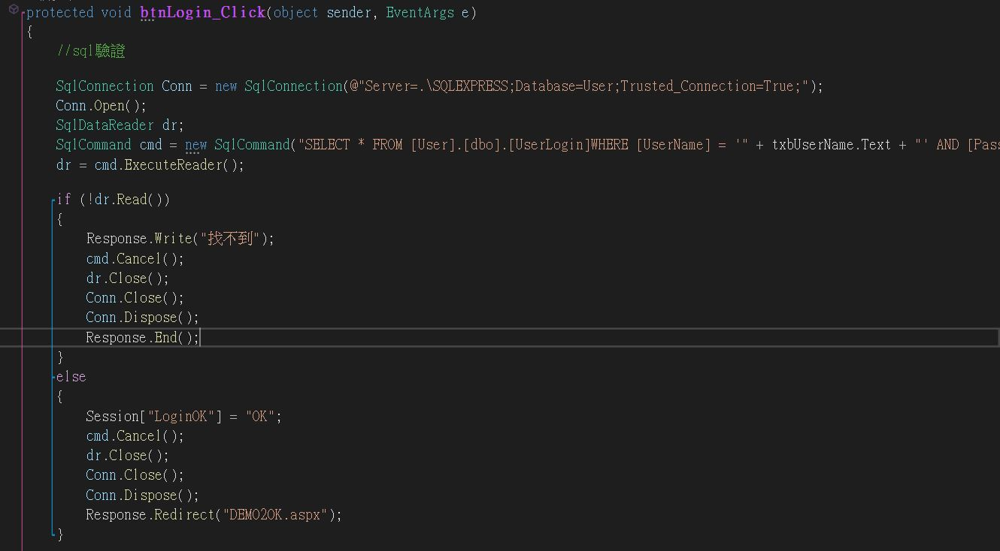 protected void btnLogin_Click(object sender, EventArgs e)
{
//sql驗證
SqlConnection Conn = new SqlConnection(@"Server=.\SQLEXPRESS;Database=User;Trusted_Connection=True;");
Conn.Open();
SqlDataReader dr;
SqlCommand cmd = new SqlCommand("SELECT * FROM [User].[dbo].[UserLogin]WHERE [UserName] = '" + txbUserName.Text + "' AND [Pass
dr = cmd.ExecuteReader();
if (!dr.Read())
{
Response.Write("找不到");
cmd.Cancel();
dr.Close();
Conn.Close();
Conn.Dispose();
Response.End();
}
else
{
Session["LoginOK"] = "OK";
cmd.Cancel();
dr.Close();
Conn.Close();
Conn.Dispose();
Response.Redirect("DEMO2OK.aspx");
}